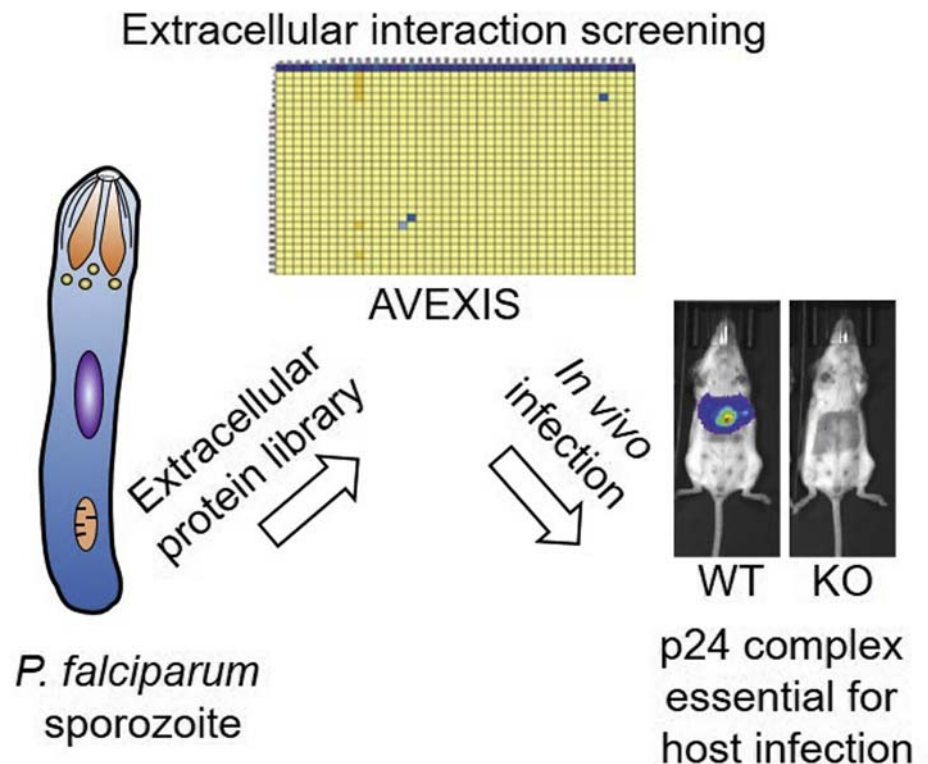 Extracellular interaction screening
AVEXIS
Extracellular
protein library
In vivo
infection
WT KO
P. falciparum
sporozoite
p24 complex
essential for
host infection